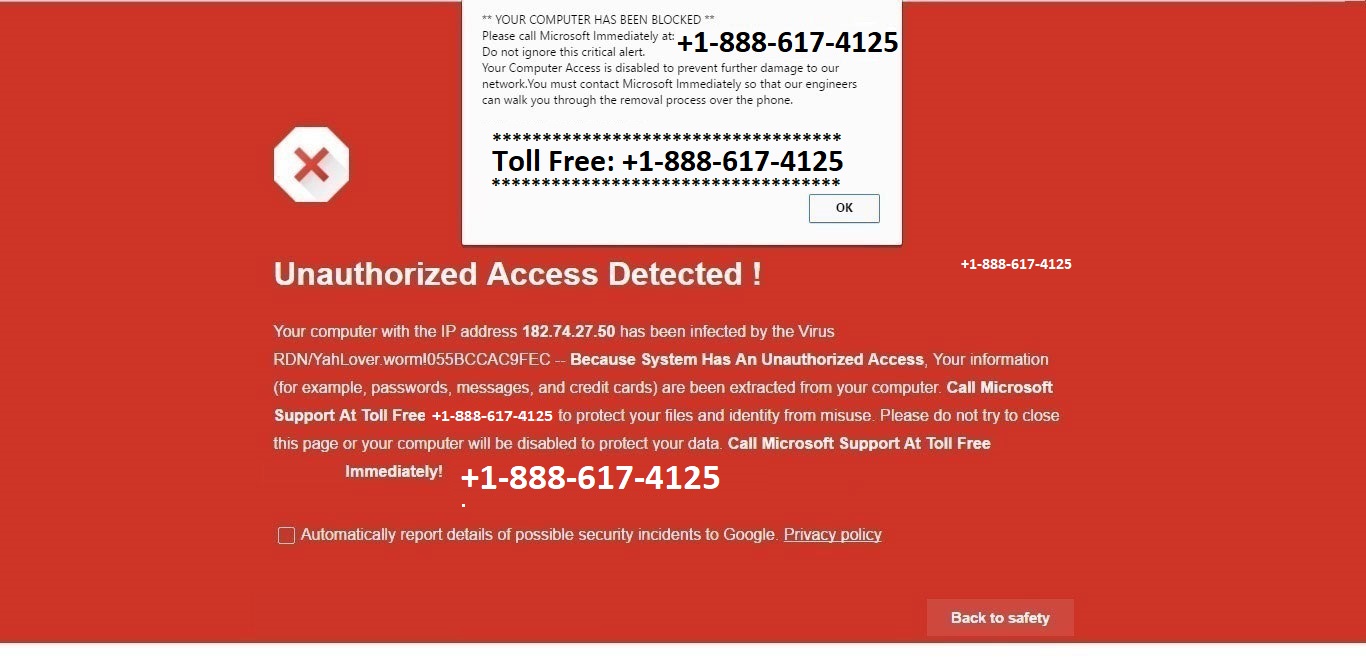 ** YOUR COMPUTER HAS BEEN BLOCKED **
Please call Microsoft Immediately at: +1-888-617-4125
Do not ignore this critical alert.
Your Computer Access is disabled to prevent further damage to our
network.You must contact Microsoft Immediately so that our engineers
can walk you through the removal process over the phone.
***********************************
Toll Free: +1-888-617-4125
***********************************
OK
Unauthorized Access Detected !
+1-888-617-4125
Your computer with the IP address 182.74.27.50 has been infected by the Virus
RDN/YahLover.worm!055BCCAC9FEC -- Because System Has An Unauthorized Access, Your information
(for example, passwords, messages, and credit cards) are been extracted from your computer. Call Microsoft
Support At Toll Free +1-888-617-4125 to protect your files and identity from misuse. Please do not try to close
this page or your computer will be disabled to protect your data. Call Microsoft Support At Toll Free
Immediately! +1-888-617-4125
.
Automatically report details of possible security incidents to Google. Privacy policy
Back to safety